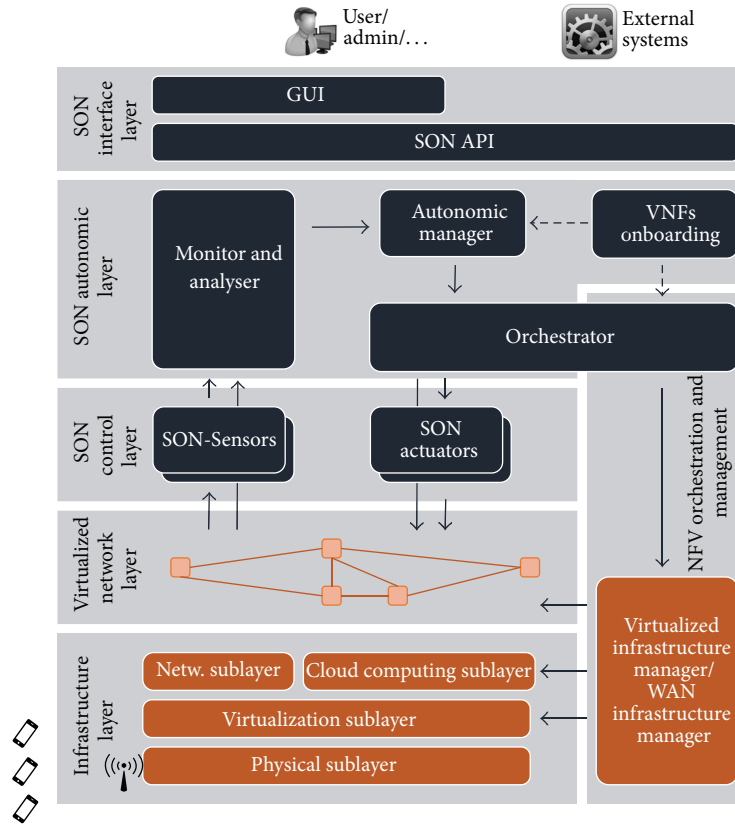 User/
admin/...
External
systems
SON
interface
layer
GUI
SON API
SON autonomic
layer
Monitor and
analyser
Autonomic
manager
VNFs
onboarding
Orchestrator
SON
control
layer
SON-Sensors
SON
actuators
NFV orchestration and
management
Virtualized
network
layer
Virtualized
infrastructure
manager/
WAN
infrastructure
manager
Infrastructure
layer
Netw. sublayer
Cloud computing sublayer
Virtualization sublayer
Physical sublayer